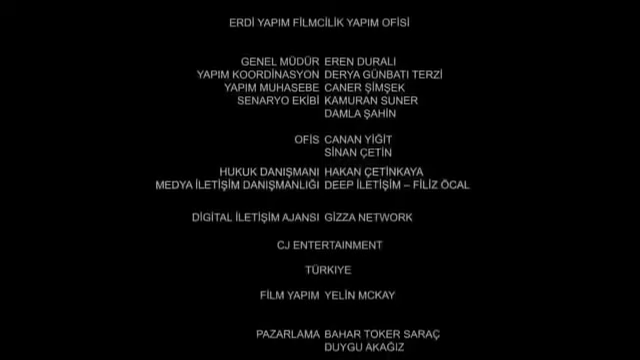 ERDİ YAPIM FİLMCİLİK YAPIM OFİSİ
GENEL MÜDÜR EREN DURALI
YAPIM KOORDİNASYON DERYA GÜNBATI TERZİ
YAPIM MUHASEBE CANER ŞİMŞEK
SENARYO EKİBİ KAMURAN SUNER
DAMLA ŞAHİN
OFİS CANAN YİĞİT
SİNAN ÇETİN
HUKUK DANIŞMANI HAKAN ÇETİNKAYA
MEDYA İLETİŞİM DANIŞMANLIĞI DEEP İLETİŞİM – FİLİZ ÖCAL
DİGİTAL İLETİŞİM AJANSI GİZZA NETWORK
CJ ENTERTAINMENT
TÜRKIYE
FİLM YAPIM YELİN MCKAY
PAZARLAMA BAHAR TOKER SARAÇ
DUYGU AKAĞIZ